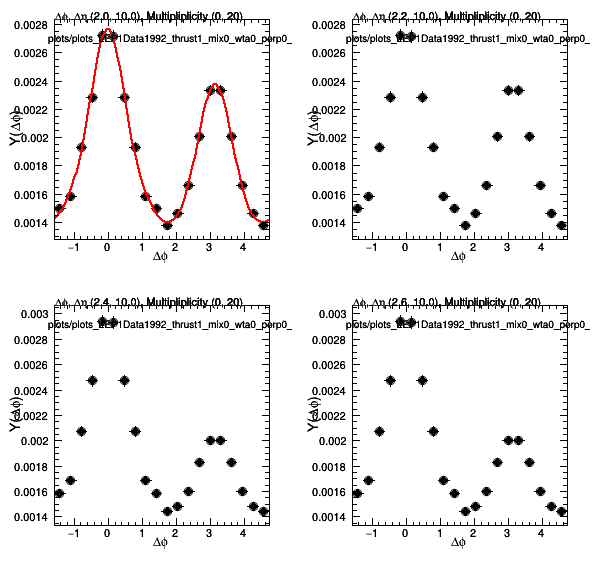 Δϕ, Δη (2.0, 10.0), Multipliplicity (0, 20)
plots/plots_LEP1Data1992_thrust1_mix0_wta0_perp0_
Y(Δϕ)
0.0028
0.0026
0.0024
0.0022
0.002
0.0018
0.0016
0.0014
−1 0 1 2 3 4
Δϕ
Δϕ, Δη (2.2, 10.0), Multipliplicity (0, 20)
plots/plots_LEP1Data1992_thrust1_mix0_wta0_perp0_
Y(Δϕ)
0.0028
0.0026
0.0024
0.0022
0.002
0.0018
0.0016
0.0014
−1 0 1 2 3 4
Δϕ
Δϕ, Δη (2.4, 10.0), Multipliplicity (0, 20)
plots/plots_LEP1Data1992_thrust1_mix0_wta0_perp0_
Y(Δϕ)
0.003
0.0028
0.0026
0.0024
0.0022
0.002
0.0018
0.0016
0.0014
−1 0 1 2 3 4
Δϕ
Δϕ, Δη (2.6, 10.0), Multipliplicity (0, 20)
plots/plots_LEP1Data1992_thrust1_mix0_wta0_perp0_
Y(Δϕ)
0.003
0.0028
0.0026
0.0024
0.0022
0.002
0.0018
0.0016
0.0014
−1 0 1 2 3 4
Δϕ